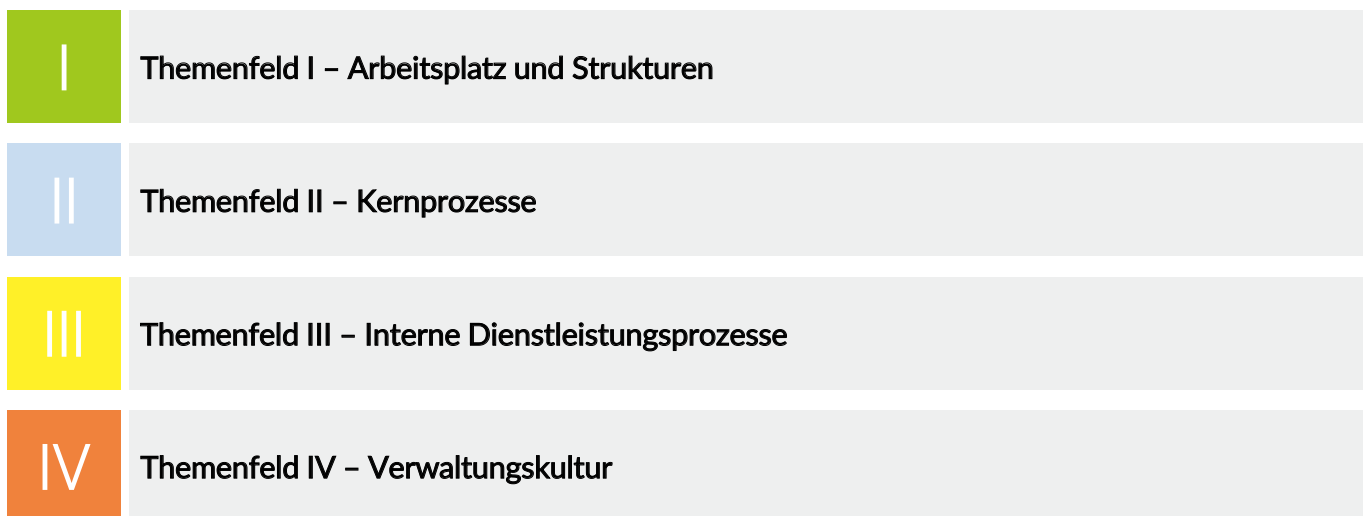 I
Themenfeld I – Arbeitsplatz und Strukturen
II
Themenfeld II – Kernprozesse
III
Themenfeld III – Interne Dienstleistungsprozesse
IV
Themenfeld IV – Verwaltungskultur